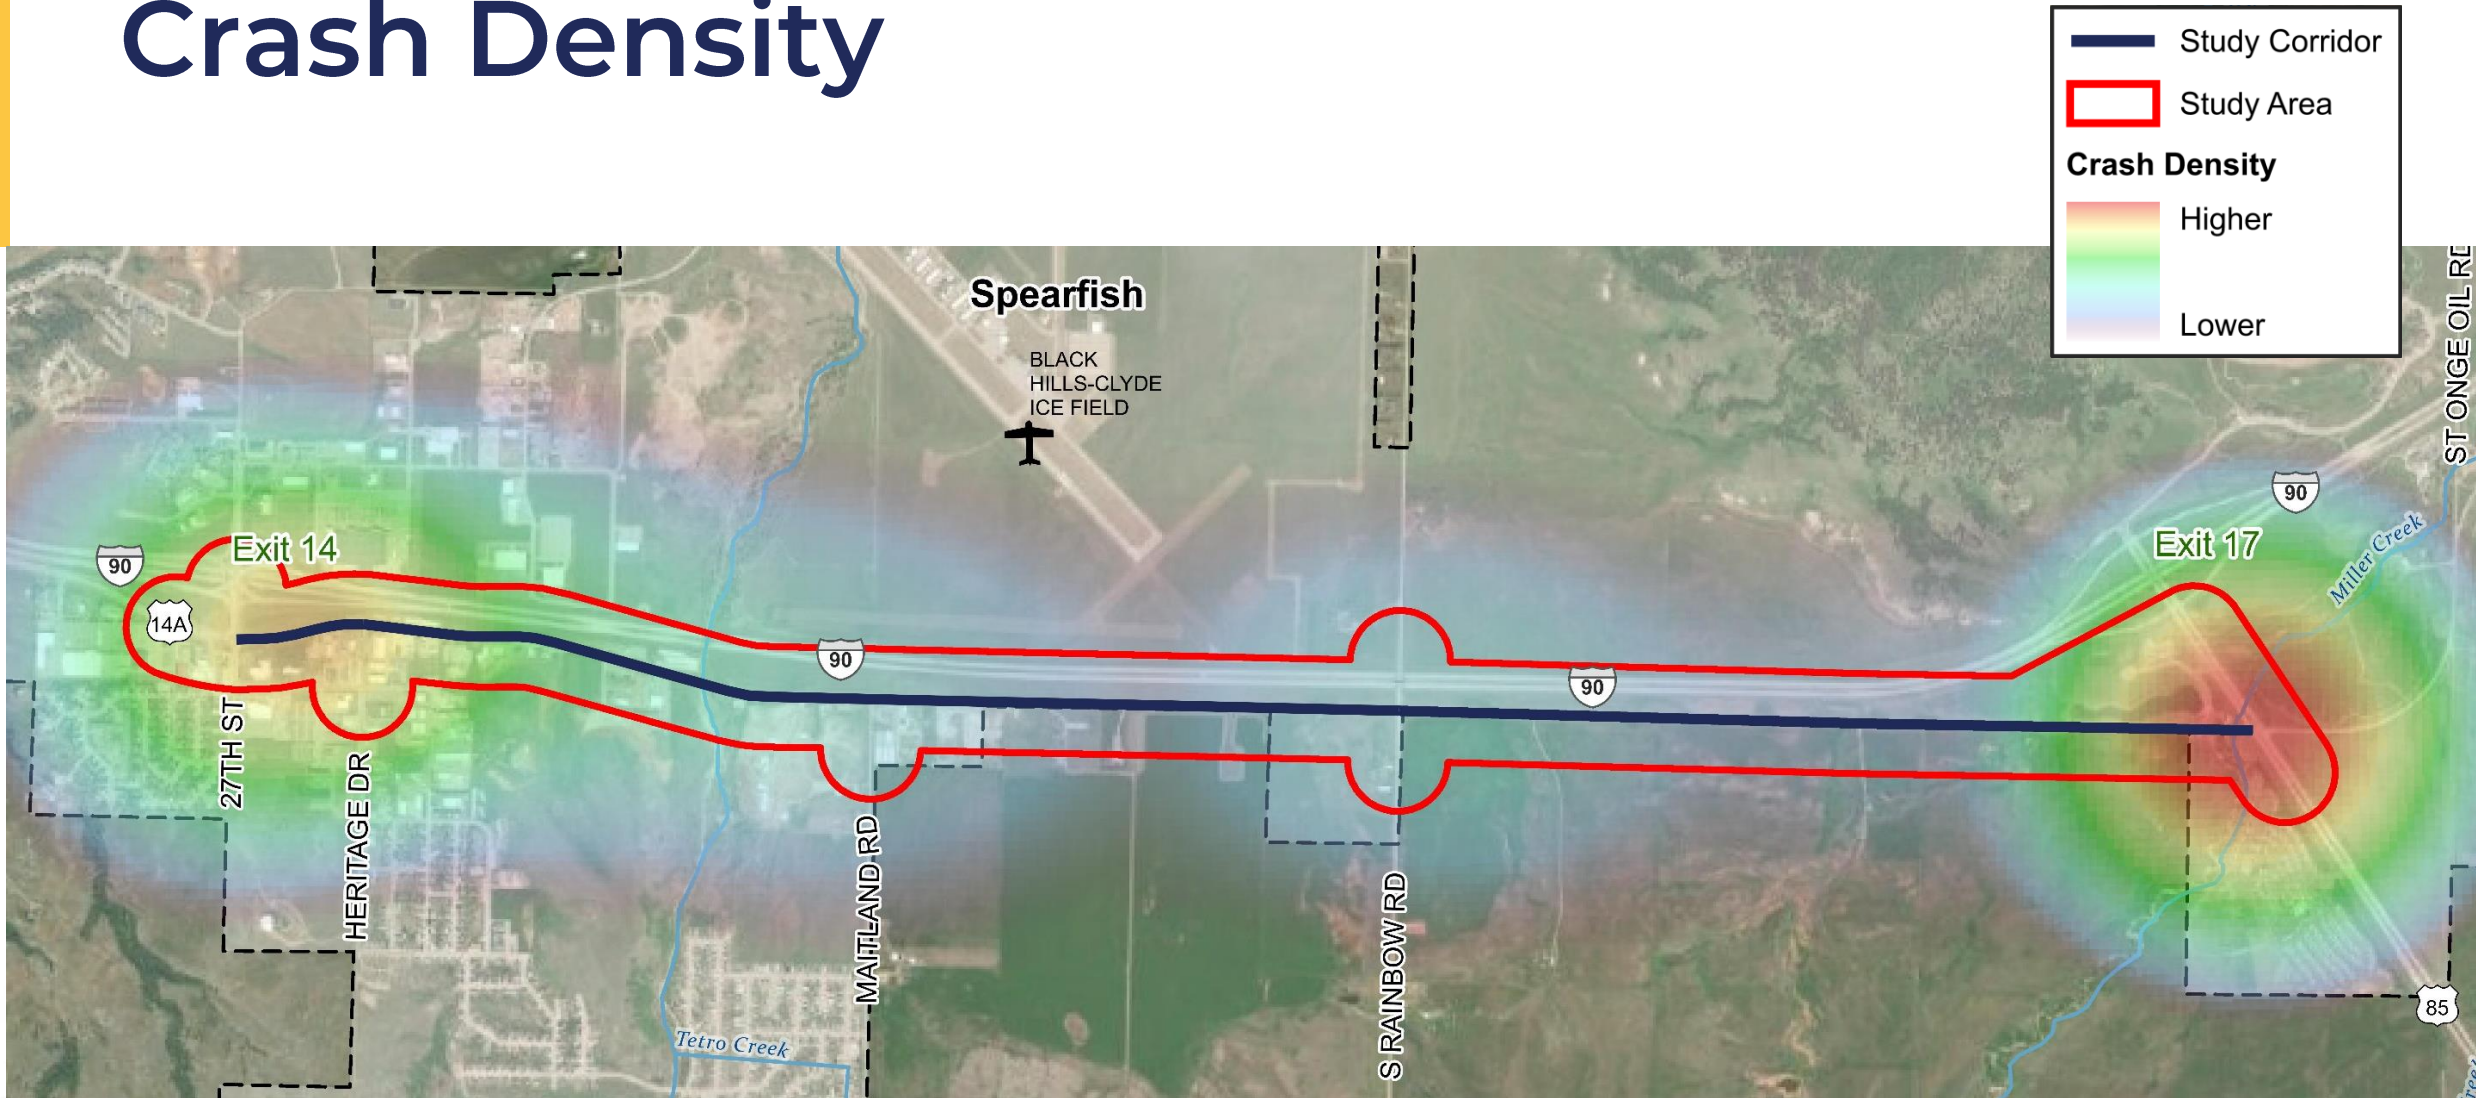 Crash Density
Study Corridor
Study Area
Crash Density
Higher
Lower
Spearfish
BLACK
HILLS-CLYDE
ICE FIELD
ST ONGE OIL RD
90
Exit 17
Miller Creek
Exit 14
90
14A
90
90
27TH ST
HERITAGE DR
MAITLAND RD
S RAINBOW RD
85
Tetro Creek